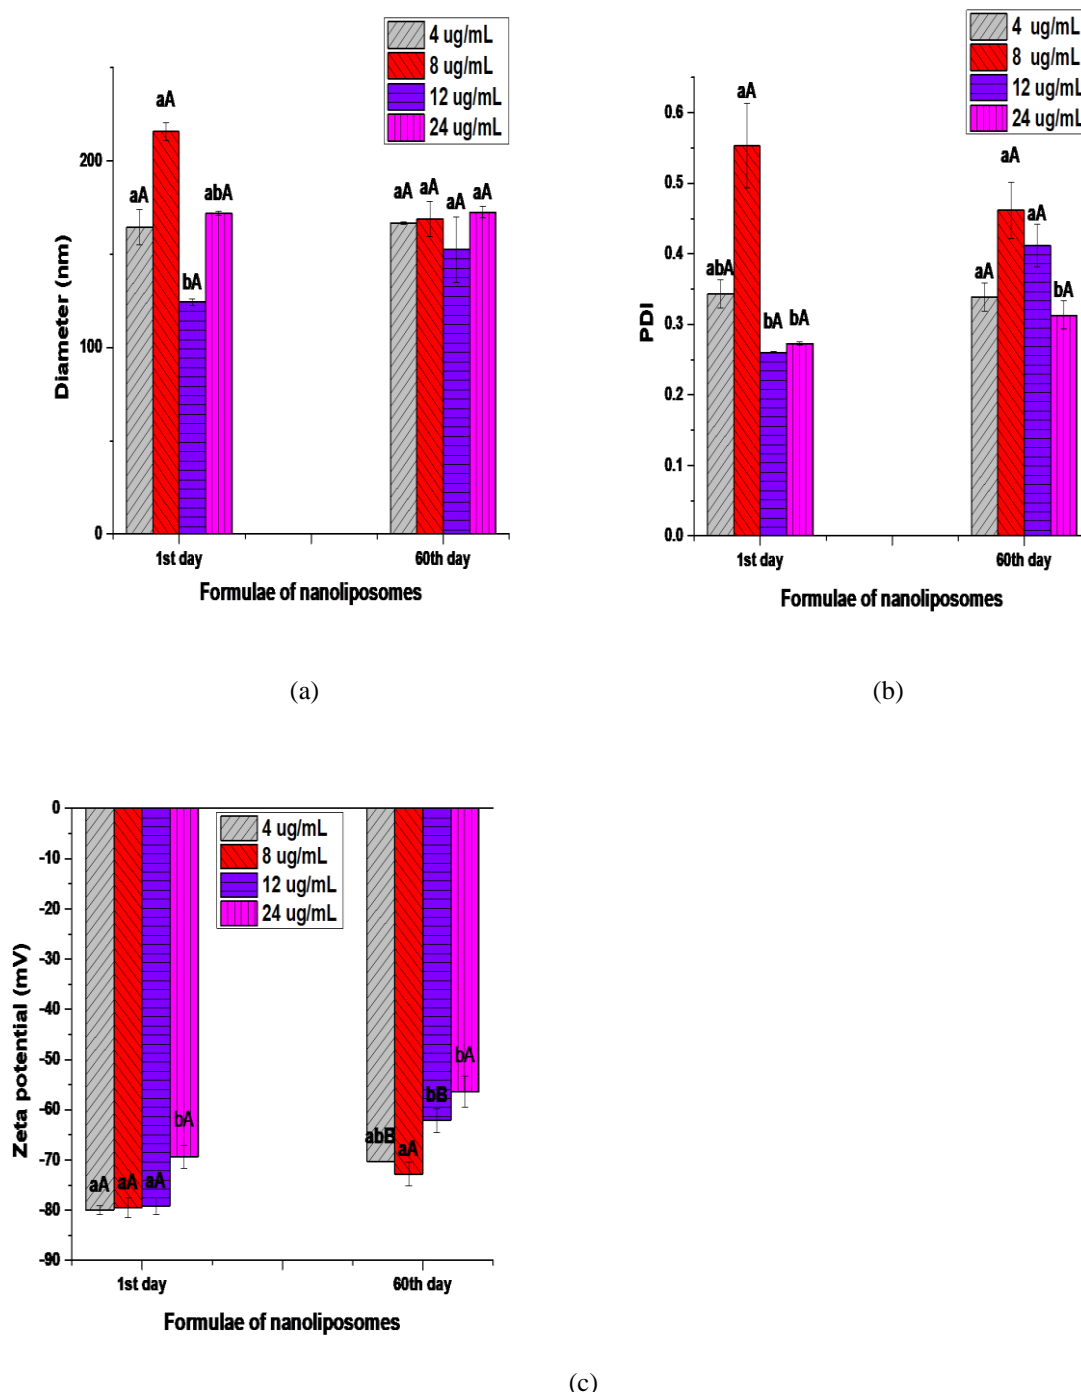 4 ug/mL
8 ug/mL
12 ug/mL
24 ug/mL
200
100
0
Diameter (nm)
aA
aA
bA
abA
aA
aA
aA
aA
1st day
60th day
Formulae of nanoliposomes
(a)
4 ug/mL
8 ug/mL
12 ug/mL
24 ug/mL
0.6
0.5
0.4
0.3
0.2
0.1
0.0
PDI
abA
aA
bA
bA
aA
aA
aA
bA
1st day
60th day
Formulae of nanoliposomes
(b)
0
-10
-20
-30
-40
-50
-60
-70
-80
-90
Zeta potential (mV)
4 ug/mL
8 ug/mL
12 ug/mL
24 ug/mL
aA
aA
aA
bA
abB
aA
bB
bA
1st day
60th day
Formulae of nanoliposomes
(c)